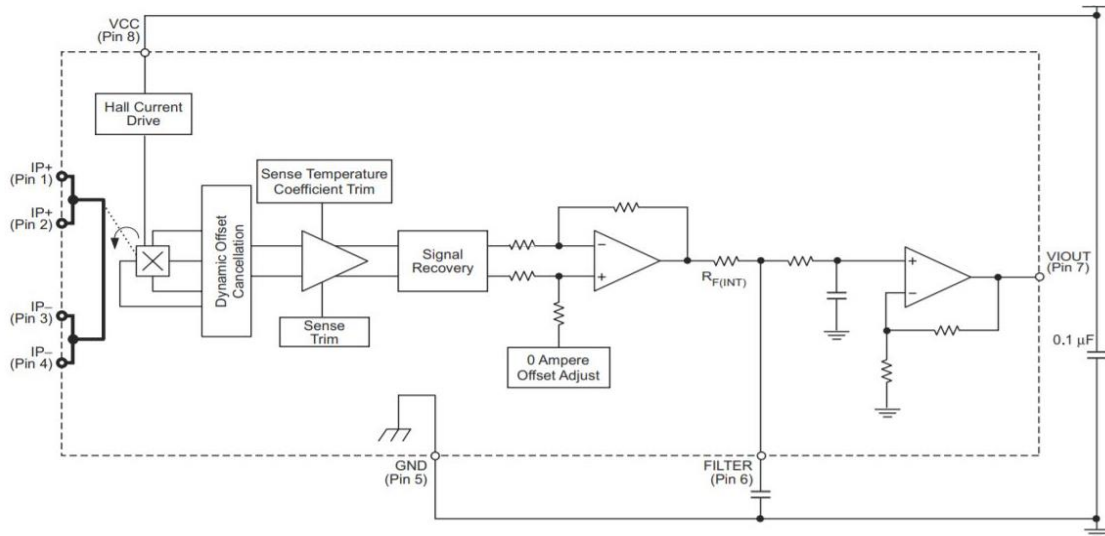 VCC
(Pin 8)
Hall Current
Drive
IP+
(Pin 1)
IP+
(Pin 2)
IP−
(Pin 3)
IP−
(Pin 4)
Dynamic Offset
Cancellation
Sense Temperature
Coefficient Trim
Sense
Trim
Signal
Recovery
0 Ampere
Offset Adjust
−
+
RF(INT)
+
−
VIOUT
(Pin 7)
0.1 µF
GND
(Pin 5)
FILTER
(Pin 6)